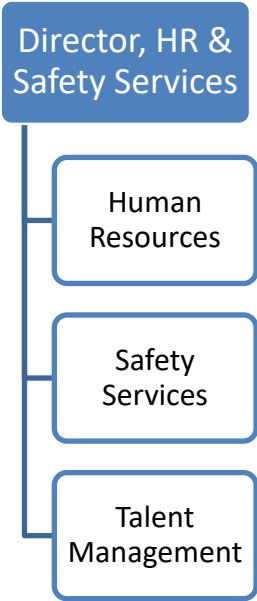 Director, HR &
Safety Services
Human
Resources
Safety
Services
Talent
Management